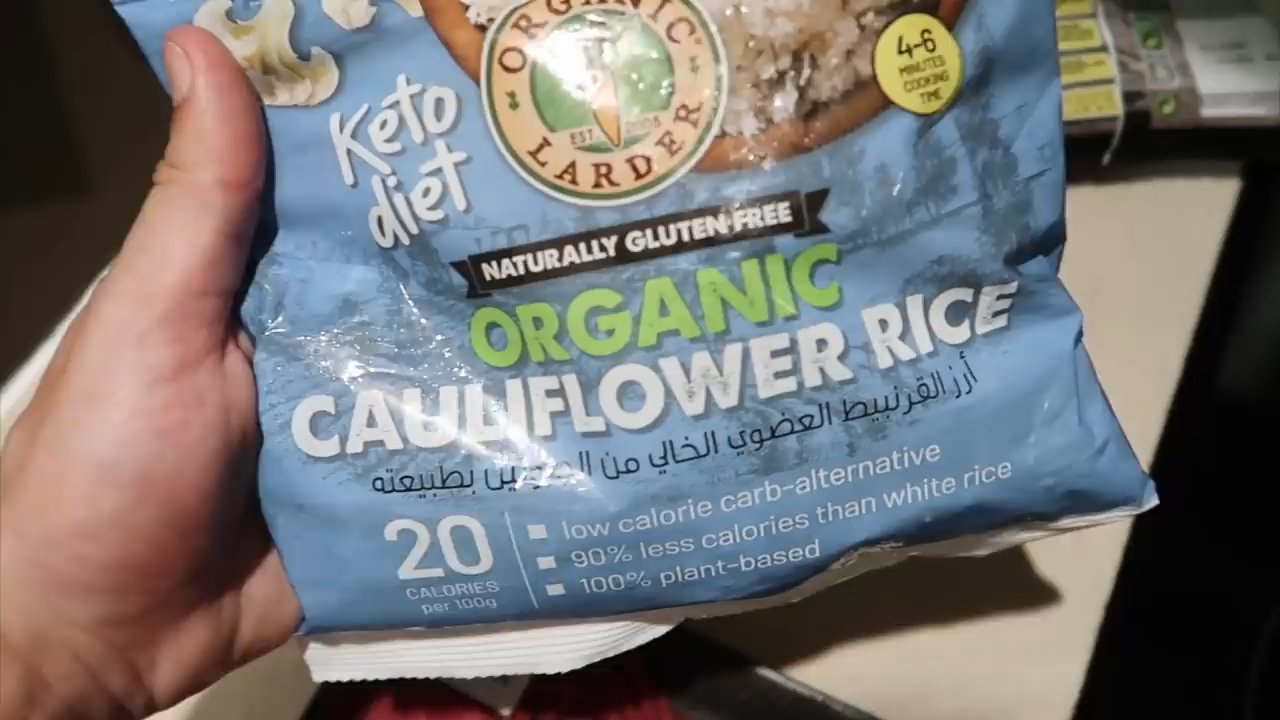 ORGANIC
LARDER
EST. 2005
4-6
MINUTES
COOKING
TIME
Keto
diet
NATURALLY GLUTEN-FREE
ORGANIC
CAULIFLOWER RICE
أرز القرنبيط العضوي الخالي من بطبيعته
20
CALORIES
per 100g
low calorie carb-alternative
90% less calories than white rice
100% plant-based